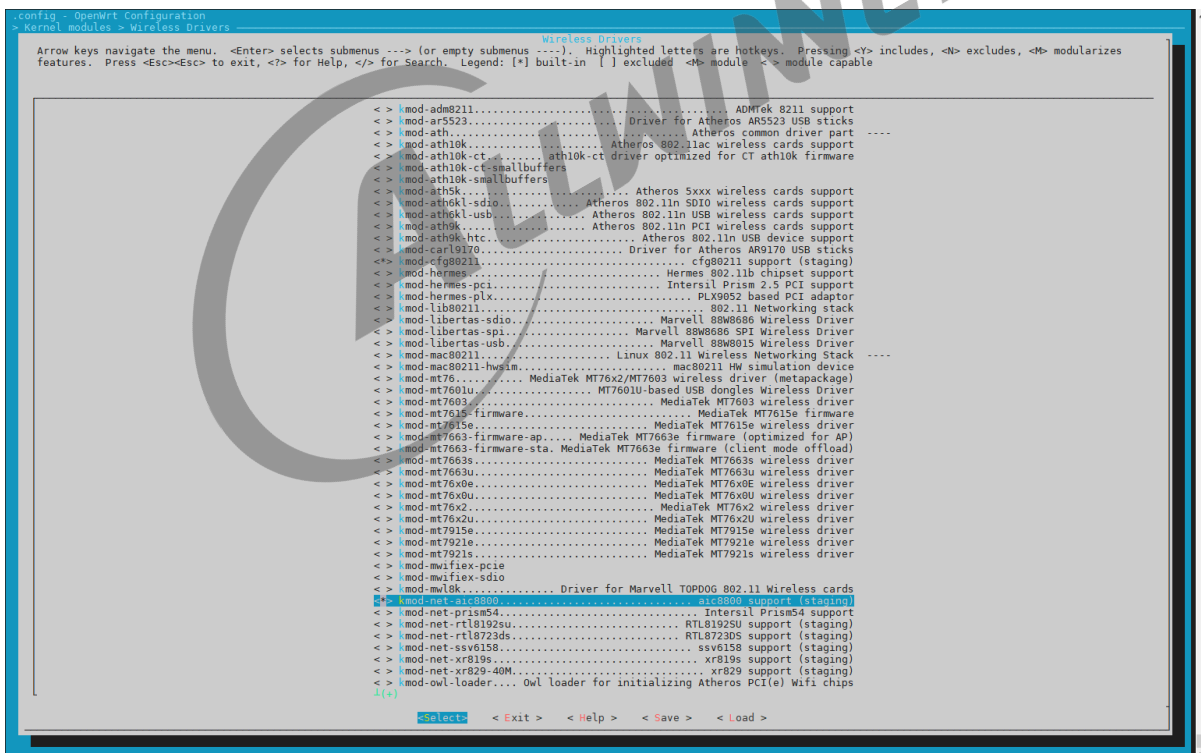 .config - OpenWrt Configuration
> Kernel modules > Wireless Drivers
Wireless Drivers
Arrow keys navigate the menu. <Enter> selects submenus ---> (or empty submenus ----). Highlighted letters are hotkeys. Pressing <Y> includes, <N> excludes, <M> modularizes
features. Press <Esc><Esc> to exit, <?> for Help, </> for Search. Legend: [*] built-in [ ] excluded <M> module < > module capable
< > kmod-adm8211........................................... ADMTek 8211 support
< > kmod-ar5523........................... Driver for Atheros AR5523 USB sticks
< > kmod-ath......................................... Atheros common driver part ----
< > kmod-ath10k........................ Atheros 802.11ac wireless cards support
< > kmod-ath10k-ct......... ath10k-ct driver optimized for CT ath10k firmware
< > kmod-ath10k-ct-smallbuffers
< > kmod-ath10k-smallbuffers
< > kmod-ath5k............................ Atheros 5xxx wireless cards support
< > kmod-ath6kl-sdio.............. Atheros 802.11n SDIO wireless cards support
< > kmod-ath6kl-usb................ Atheros 802.11n USB wireless cards support
< > kmod-ath9k..................... Atheros 802.11n PCI wireless cards support
< > kmod-ath9k-htc......................... Atheros 802.11n USB device support
< > kmod-carl9170......................... Driver for Atheros AR9170 USB sticks
<*> kmod-cfg80211................................... cfg80211 support (staging)
< > kmod-hermes................................. Hermes 802.11b chipset support
< > kmod-hermes-pci............................. Intersil Prism 2.5 PCI support
< > kmod-hermes-plx.................................. PLX9052 based PCI adaptor
< > kmod-lib80211..................................... 802.11 Networking stack
< > kmod-libertas-sdio........................ Marvell 88W8686 Wireless Driver
< > kmod-libertas-spi..................... Marvell 88W8686 SPI Wireless Driver
< > kmod-libertas-usb......................... Marvell 88W8015 Wireless Driver
< > kmod-mac80211..................... Linux 802.11 Wireless Networking Stack ----
< > kmod-mac80211-hwsim......................... mac80211 HW simulation device
< > kmod-mt76........... MediaTek MT76x2/MT7603 wireless driver (metapackage)
< > kmod-mt7601u................... MT7601U-based USB dongles Wireless Driver
< > kmod-mt7603............................... MediaTek MT7603 wireless driver
< > kmod-mt7615-firmware............................ MediaTek MT7615e firmware
< > kmod-mt7615e............................. MediaTek MT7615e wireless driver
< > kmod-mt7663-firmware-ap..... MediaTek MT7663e firmware (optimized for AP)
< > kmod-mt7663-firmware-sta. MediaTek MT7663e firmware (client mode offload)
< > kmod-mt7663s............................. MediaTek MT7663s wireless driver
< > kmod-mt7663u............................. MediaTek MT7663u wireless driver
< > kmod-mt76x0e............................. MediaTek MT76x0E wireless driver
< > kmod-mt76x0u............................. MediaTek MT76x0U wireless driver
< > kmod-mt76x2............................... MediaTek MT76x2 wireless driver
< > kmod-mt76x2u............................. MediaTek MT76x2U wireless driver
< > kmod-mt7915e............................. MediaTek MT7915e wireless driver
< > kmod-mt7921e............................. MediaTek MT7921e wireless driver
< > kmod-mt7921s............................. MediaTek MT7921s wireless driver
< > kmod-mwifiex-pcie
< > kmod-mwifiex-sdio
< > kmod-mwl8k................ Driver for Marvell TOPDOG 802.11 Wireless cards
<*> kmod-net-aic8800................................. aic8800 support (staging)
< > kmod-net-prism54.................................. Intersil Prism54 support
< > kmod-net-rtl8192su............................ RTL8192SU support (staging)
< > kmod-net-rtl8723ds............................ RTL8723DS support (staging)
< > kmod-net-ssv6158................................ ssv6158 support (staging)
< > kmod-net-xr819s.................................. xr819s support (staging)
< > kmod-net-xr829-40M................................ xr829 support (staging)
< > kmod-owl-loader.... Owl loader for initializing Atheros PCI(e) Wifi chips
┴(+)
<Select> < Exit > < Help > < Save > < Load >
ALLWINNE